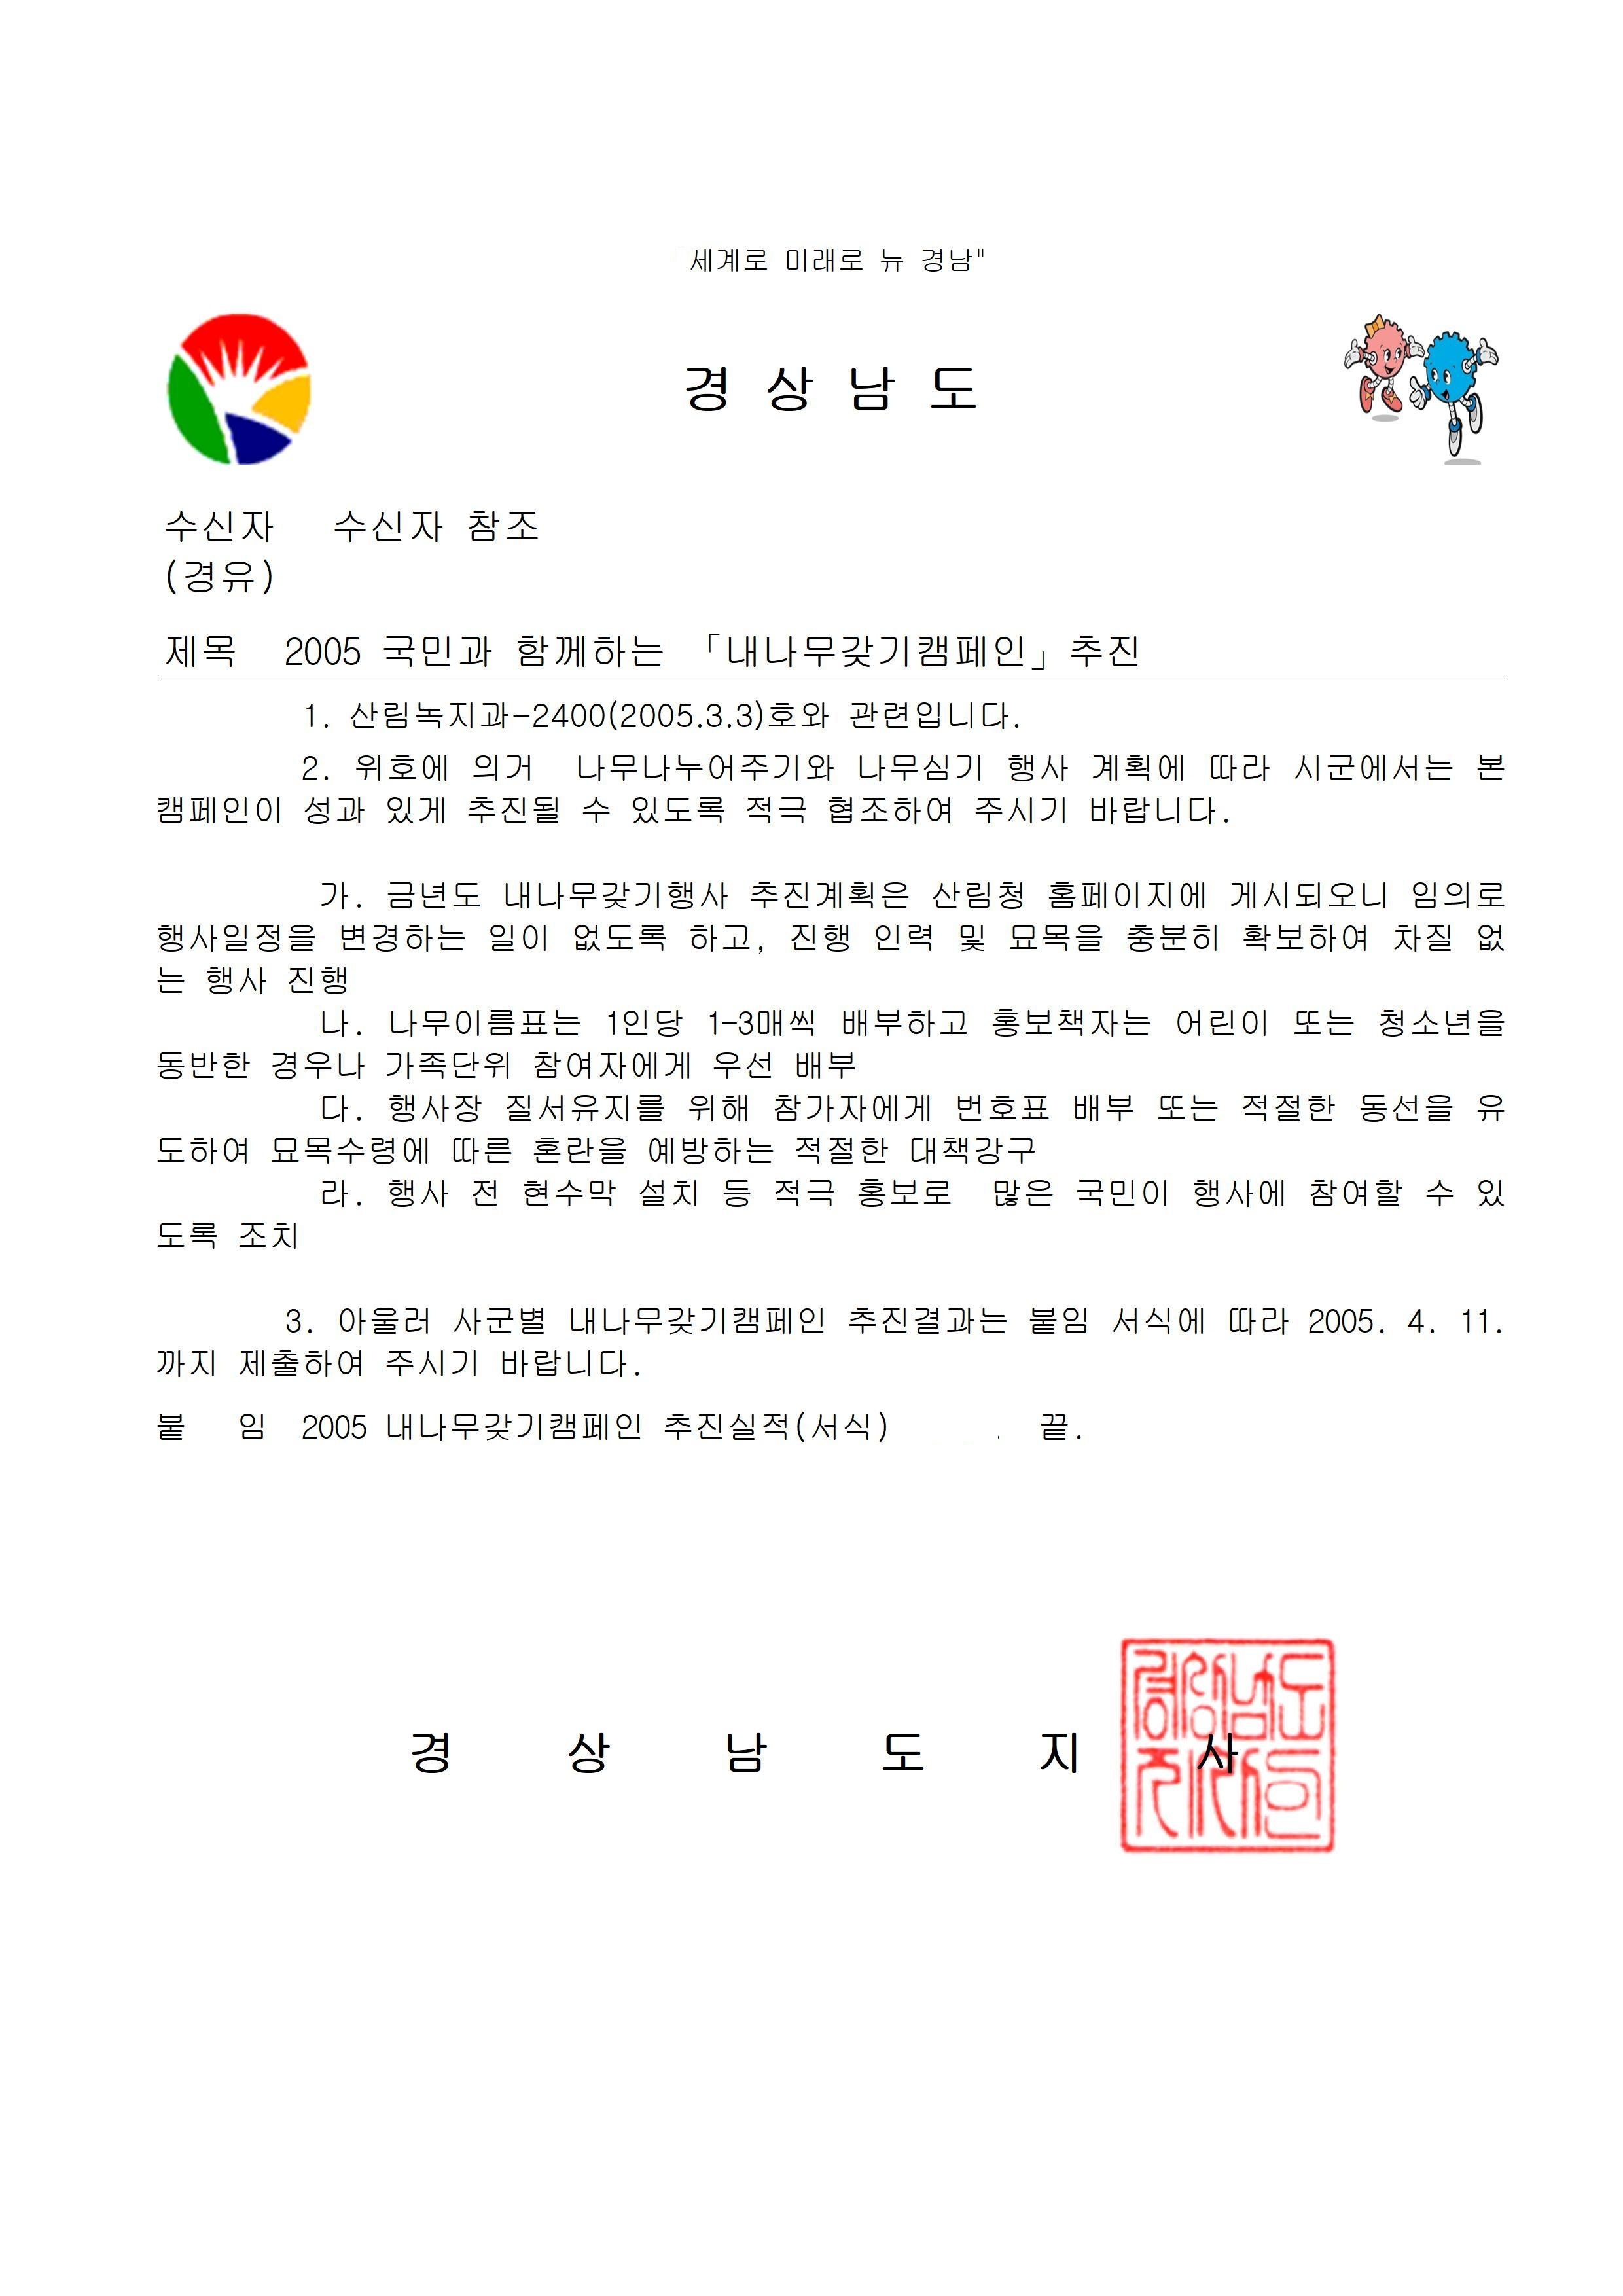 세계로 미래로 뉴 경남"
경 상 남 도
수신자 수신자 참조
(경유)
제목 2005 국민과 함께하는 「내나무갖기캠페인」추진
1. 산림녹지과-2400(2005.3.3)호와 관련입니다.
2. 위호에 의거 나무나누어주기와 나무심기 행사 계획에 따라 시군에서는 본
캠페인이 성과 있게 추진될 수 있도록 적극 협조하여 주시기 바랍니다.
가. 금년도 내나무갖기행사 추진계획은 산림청 홈페이지에 게시되오니 임의로
행사일정을 변경하는 일이 없도록 하고, 진행 인력 및 묘목을 충분히 확보하여 차질 없
는 행사 진행
나. 나무이름표는 1인당 1-3매씩 배부하고 홍보책자는 어린이 또는 청소년을
동반한 경우나 가족단위 참여자에게 우선 배부
다. 행사장 질서유지를 위해 참가자에게 번호표 배부 또는 적절한 동선을 유
도하여 묘목수령에 따른 혼란을 예방하는 적절한 대책강구
라. 행사 전 현수막 설치 등 적극 홍보로 많은 국민이 행사에 참여할 수 있
도록 조치
3. 아울러 사군별 내나무갖기캠페인 추진결과는 붙임 서식에 따라 2005. 4. 11.
까지 제출하여 주시기 바랍니다.
붙 임 2005 내나무갖기캠페인 추진실적(서식) . 끝.
경 상 남 도 지 사